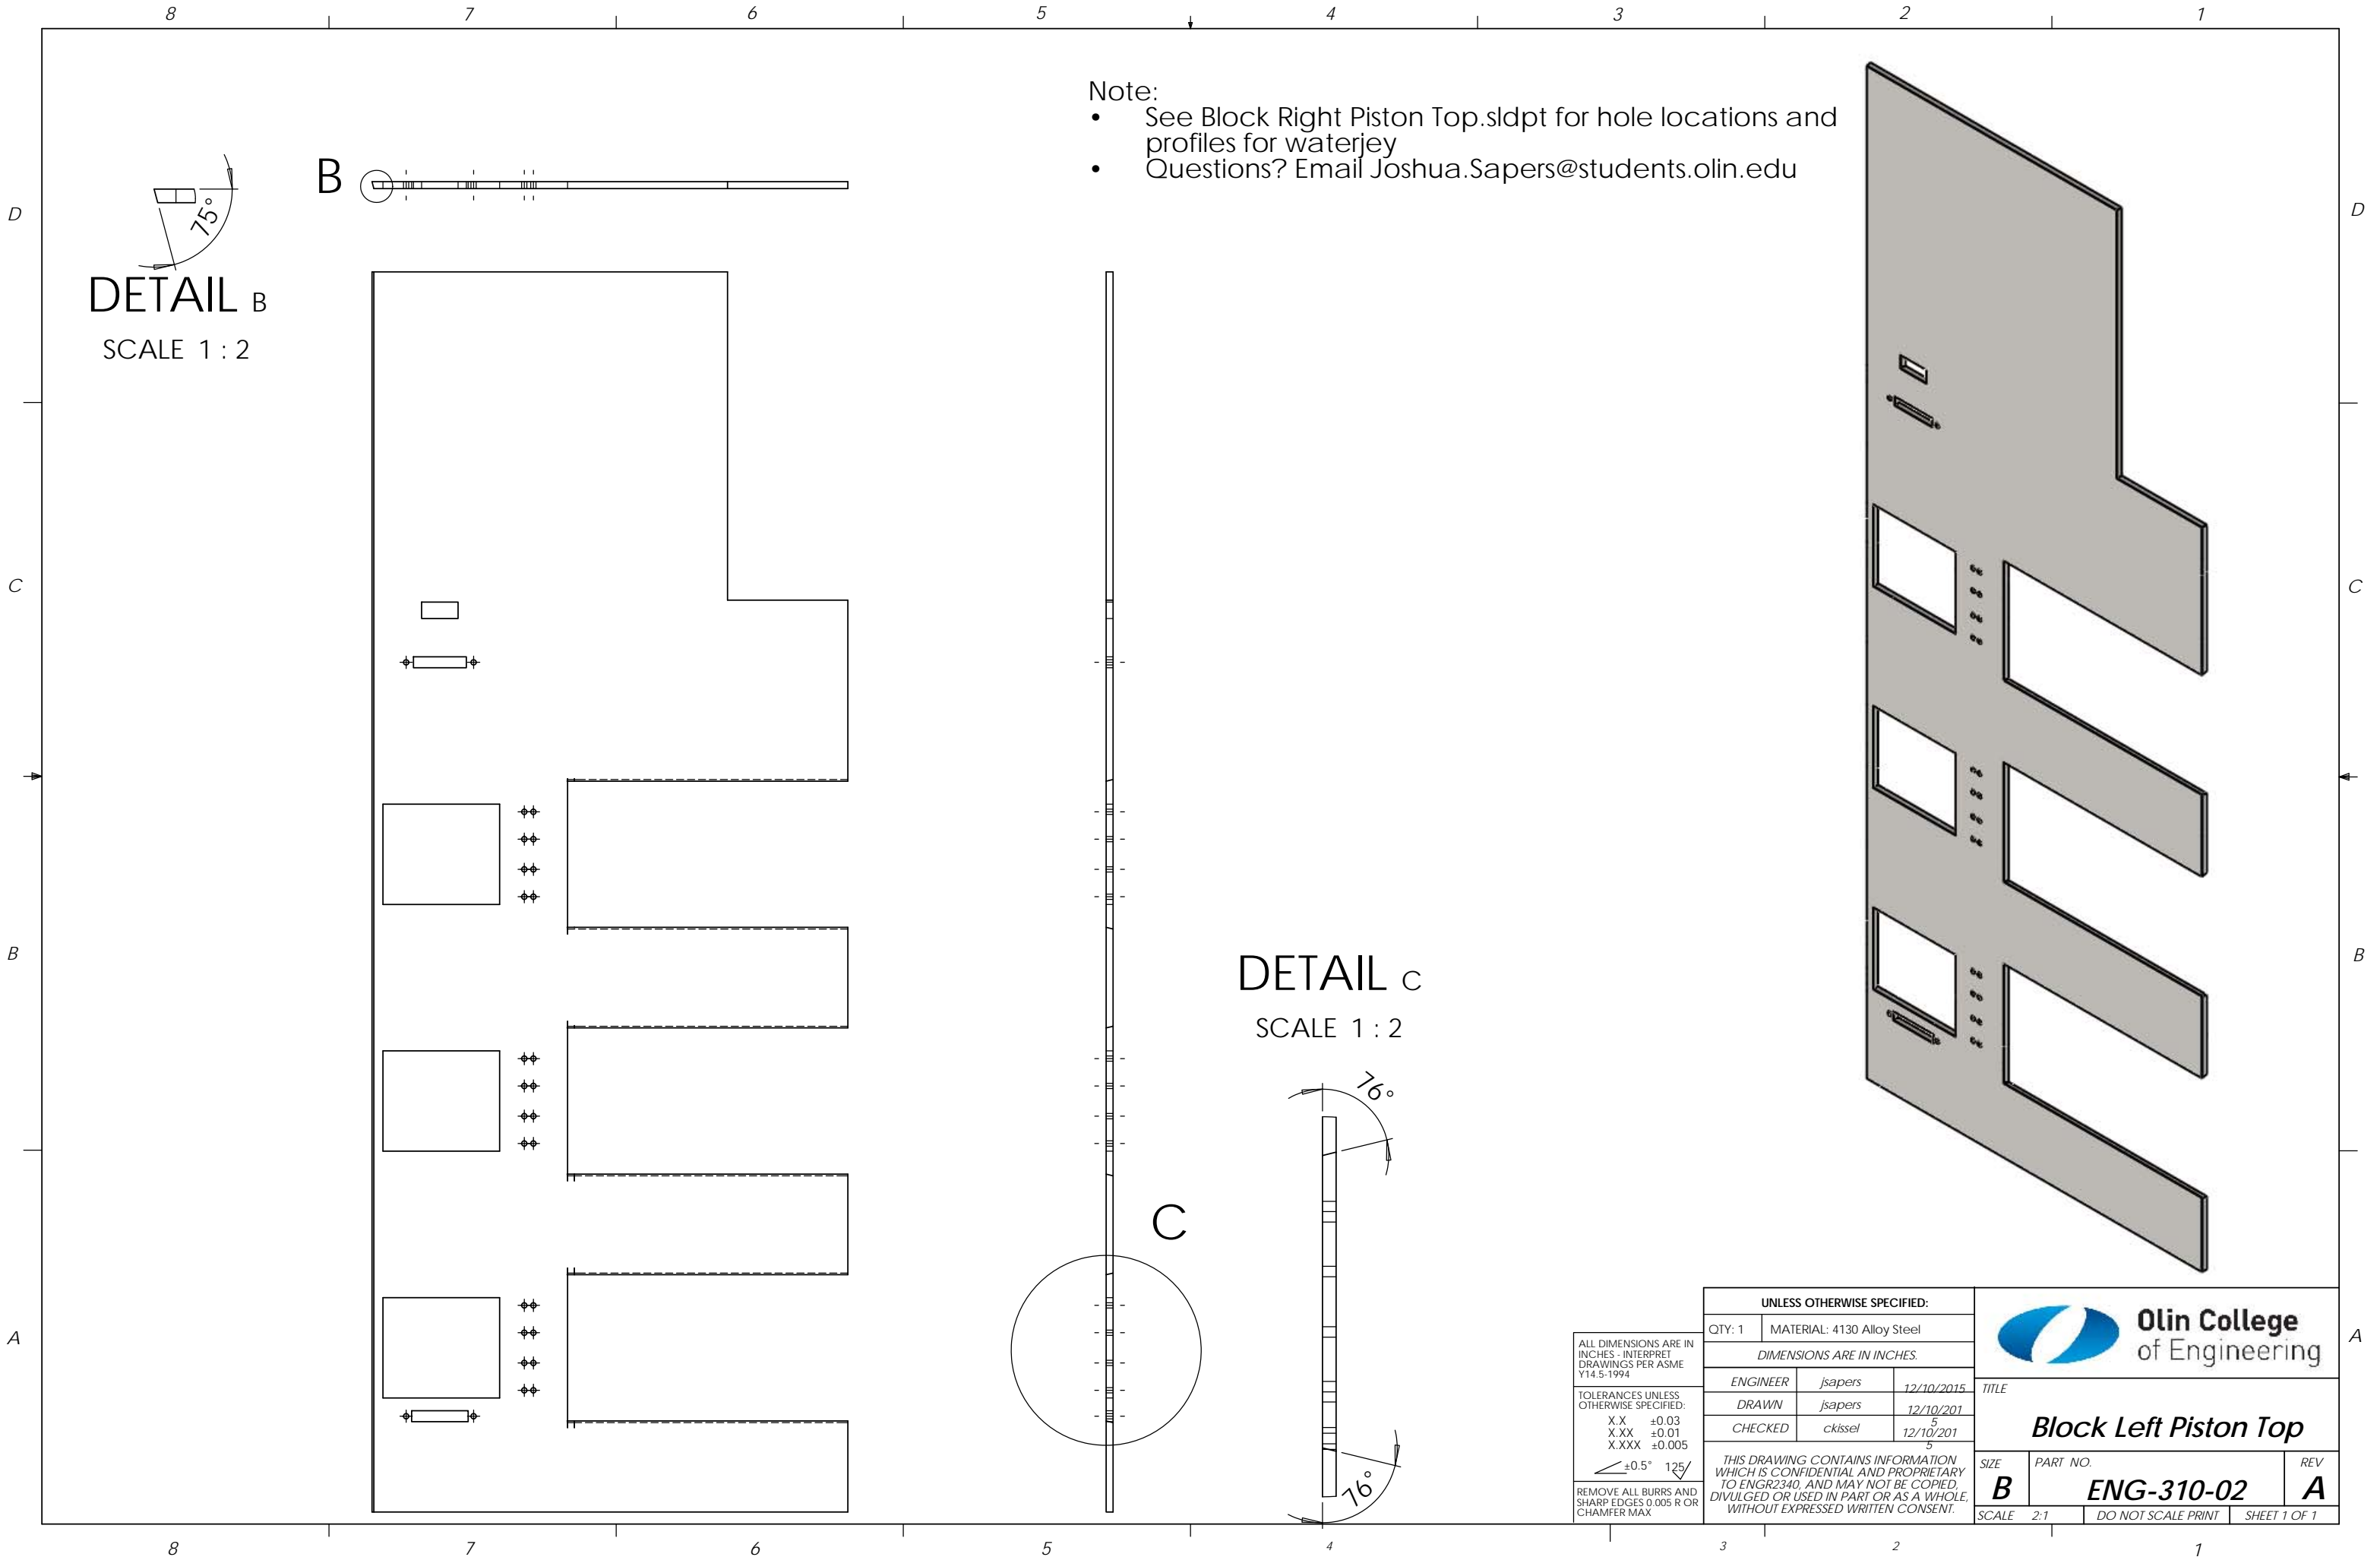 8 7 6 5 4 3 2 1
Note:
• See Block Right Piston Top.sldpt for hole locations and
profiles for waterjey
• Questions? Email Joshua.Sapers@students.olin.edu
B
75°
DETAIL B
SCALE 1 : 2
D D
C C
B B
A A
DETAIL C
SCALE 1 : 2
76°
C
76°
ALL DIMENSIONS ARE IN
INCHES - INTERPRET
DRAWINGS PER ASME
Y14.5-1994
TOLERANCES UNLESS
OTHERWISE SPECIFIED:
X.X ±0.03
X.XX ±0.01
X.XXX ±0.005
±0.5° 125
REMOVE ALL BURRS AND
SHARP EDGES 0.005 R OR
CHAMFER MAX
UNLESS OTHERWISE SPECIFIED:
QTY: 1 MATERIAL: 4130 Alloy Steel
DIMENSIONS ARE IN INCHES.
ENGINEER jsapers 12/10/2015
DRAWN jsapers 12/10/201
5
CHECKED ckissel 12/10/201
5
THIS DRAWING CONTAINS INFORMATION
WHICH IS CONFIDENTIAL AND PROPRIETARY
TO ENGR2340, AND MAY NOT BE COPIED,
DIVULGED OR USED IN PART OR AS A WHOLE,
WITHOUT EXPRESSED WRITTEN CONSENT.
Olin College
of Engineering
TITLE
Block Left Piston Top
SIZE PART NO. REV
B ENG-310-02 A
SCALE 2:1 DO NOT SCALE PRINT SHEET 1 OF 1
8 7 6 5 4 3 2 1